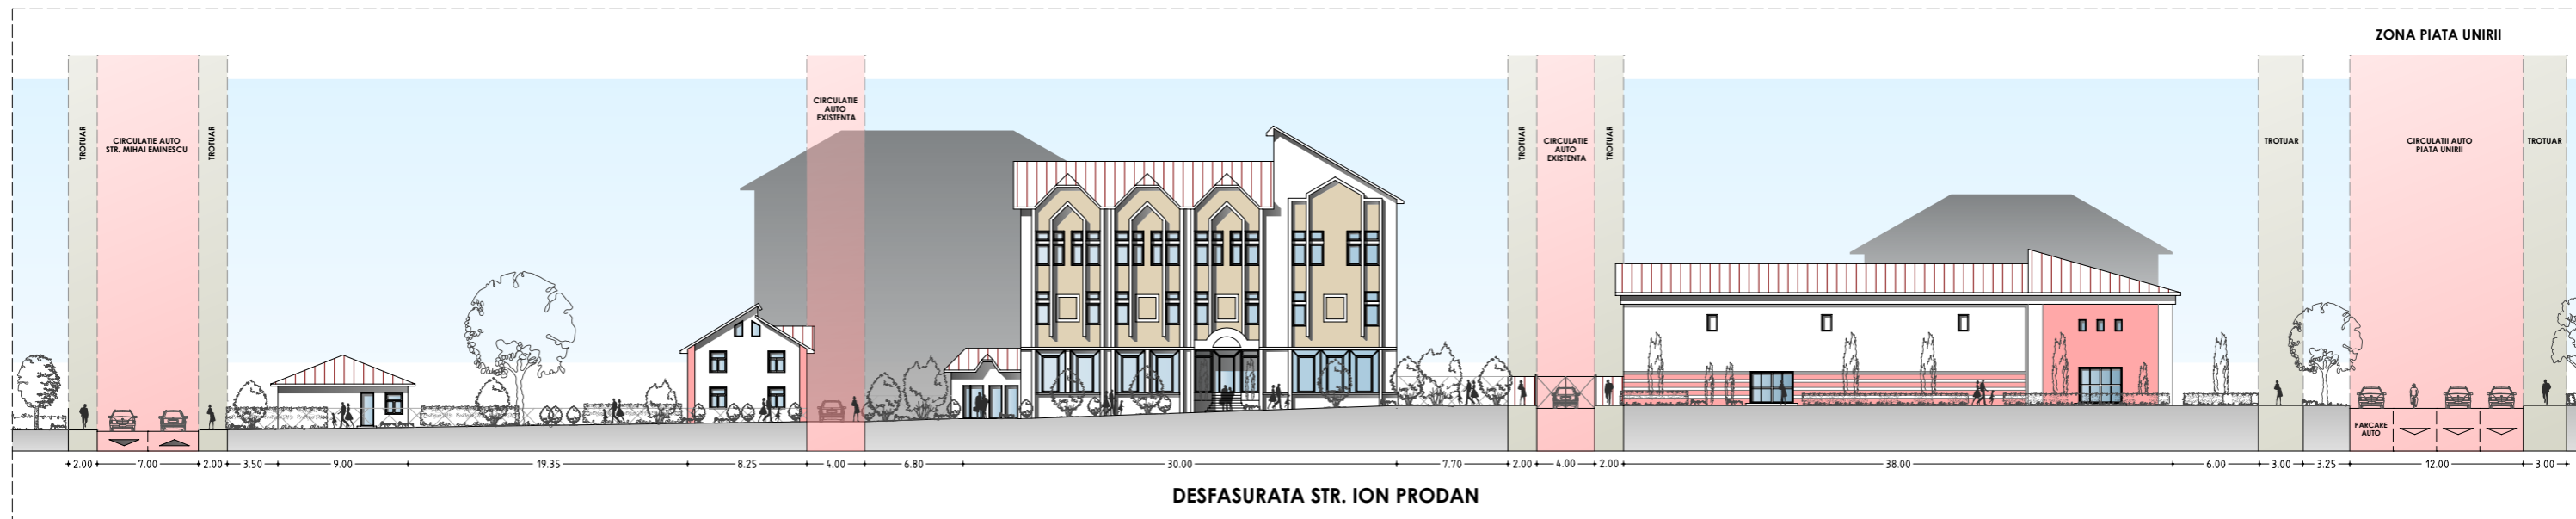 ZONA PIATA UNIRII
TROTUAR
CIRCULATIE AUTO
STR. MIHAI EMINESCU
TROTUAR
CIRCULATIE
AUTO
EXISTENTA
TROTUAR
CIRCULATIE
AUTO
EXISTENTA
TROTUAR
TROTUAR
CIRCULATII AUTO
PIATA UNIRII
TROTUAR
PARCARE
AUTO
2.00 7.00 2.00 3.50 9.00 19.35 8.25 4.00 6.80 30.00 7.70 2.00 4.00 2.00 38.00 6.00 3.00 3.25 12.00 3.00
DESFASURATA STR. ION PRODAN